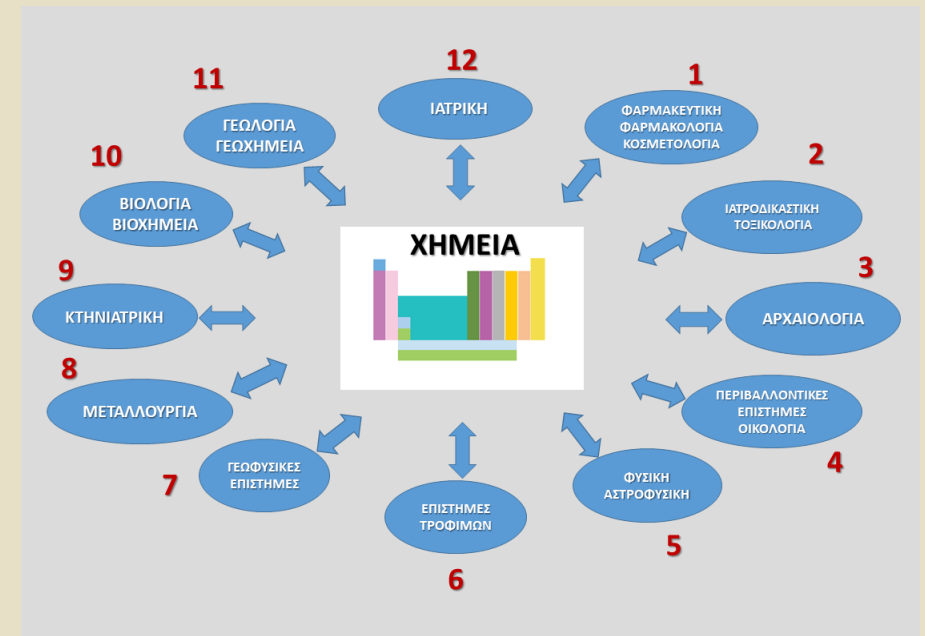 ΧΗΜΕΙΑ
1
ΦΑΡΜΑΚΕΥΤΙΚΗ
ΦΑΡΜΑΚΟΛΟΓΙΑ
ΚΟΣΜΕΤΟΛΟΓΙΑ
2
ΙΑΤΡΟΔΙΚΑΣΤΙΚΗ
ΤΟΞΙΚΟΛΟΓΙΑ
3
ΑΡΧΑΙΟΛΟΓΙΑ
ΠΕΡΙΒΑΛΛΟΝΤΙΚΕΣ
ΕΠΙΣΤΗΜΕΣ
ΟΙΚΟΛΟΓΙΑ
4
ΦΥΣΙΚΗ
ΑΣΤΡΟΦΥΣΙΚΗ
5
ΕΠΙΣΤΗΜΕΣ
ΤΡΟΦΙΜΩΝ
6
ΓΕΩΦΥΣΙΚΕΣ
ΕΠΙΣΤΗΜΕΣ
7
8
ΜΕΤΑΛΛΟΥΡΓΙΑ
9
ΚΤΗΝΙΑΤΡΙΚΗ
10
ΒΙΟΛΟΓΙΑ
ΒΙΟΧΗΜΕΙΑ
11
ΓΕΩΛΟΓΙΑ
ΓΕΩΧΗΜΕΙΑ
12
ΙΑΤΡΙΚΗ